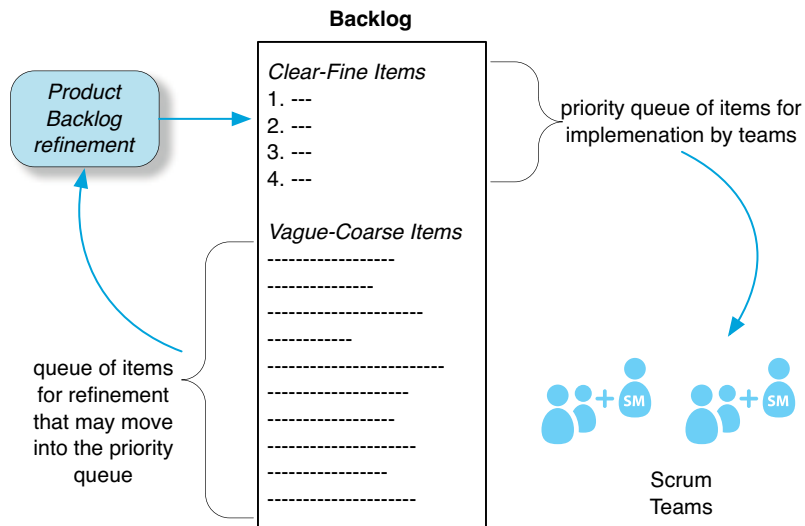 Backlog
Product
Backlog
refinement
Clear-Fine Items
1. ---
2. ---
3. ---
4. ---
priority queue of items for
implemenation by teams
Vague-Coarse Items
-------------------
----------------
-----------------------
-------------
--------------------------
---------------------
-------------------
----------------------
------------------
----------------------
queue of items
for refinement
that may move
into the priority
queue
+ SM
+ SM
Scrum
Teams